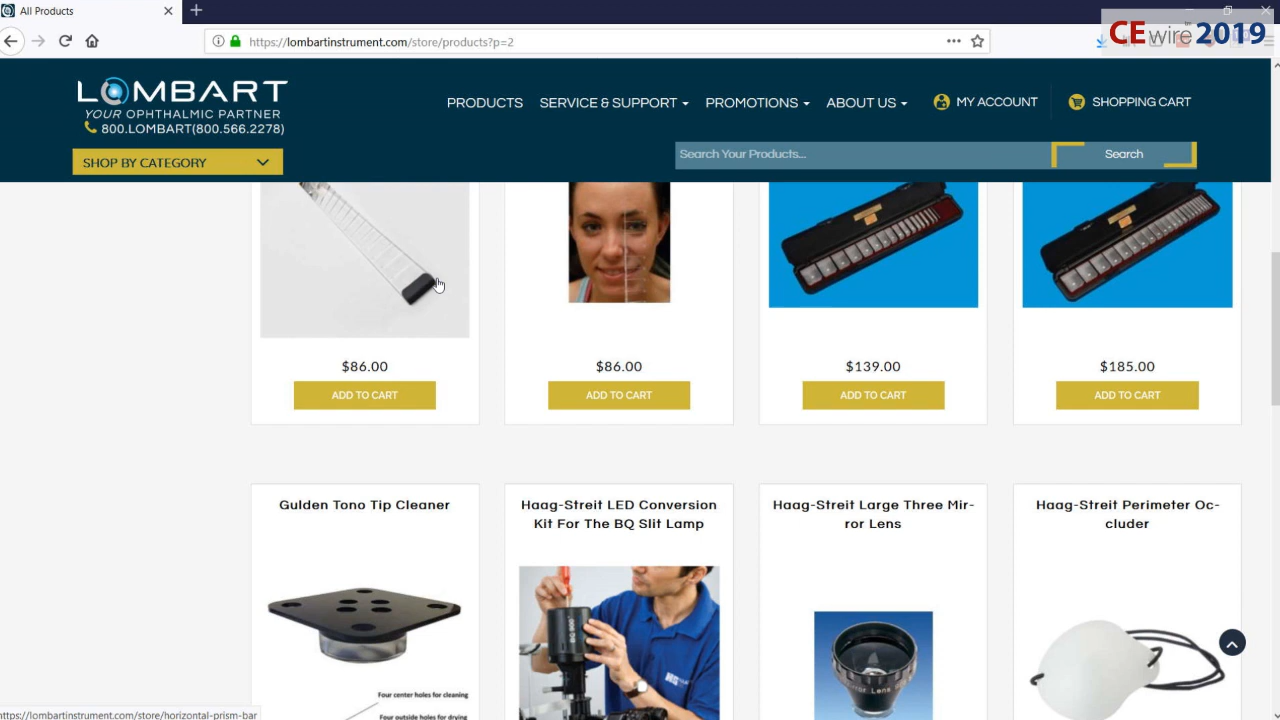 All Products
CEwire 2019
https://lombartinstrument.com/store/products?p=2
LOMBART
YOUR OPHTHALMIC PARTNER
800.LOMBART(800.566.2278)
PRODUCTS SERVICE & SUPPORT PROMOTIONS ABOUT US MY ACCOUNT SHOPPING CART
SHOP BY CATEGORY
Search Your Products...
Search
$86.00 $86.00 $139.00 $185.00
ADD TO CART ADD TO CART ADD TO CART ADD TO CART
Gulden Tono Tip Cleaner
Haag-Streit LED Conversion
Kit For The BQ Slit Lamp
Haag-Streit Large Three Mir-
ror Lens
Haag-Streit Perimeter Oc-
cluder
Four center holes for cleaning
Four outside holes for drying
https://lombartinstrument.com/store/horizontal-prism-bar